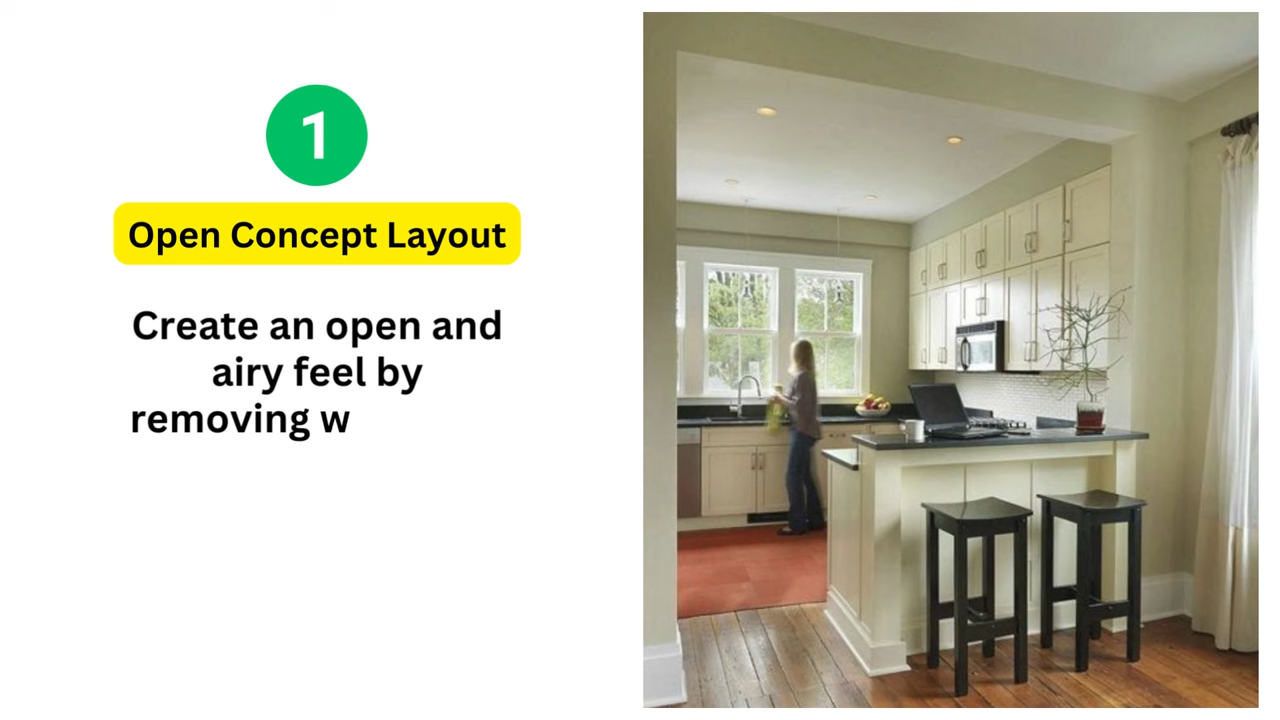 1
Open Concept Layout
Create an open and
airy feel by
removing w